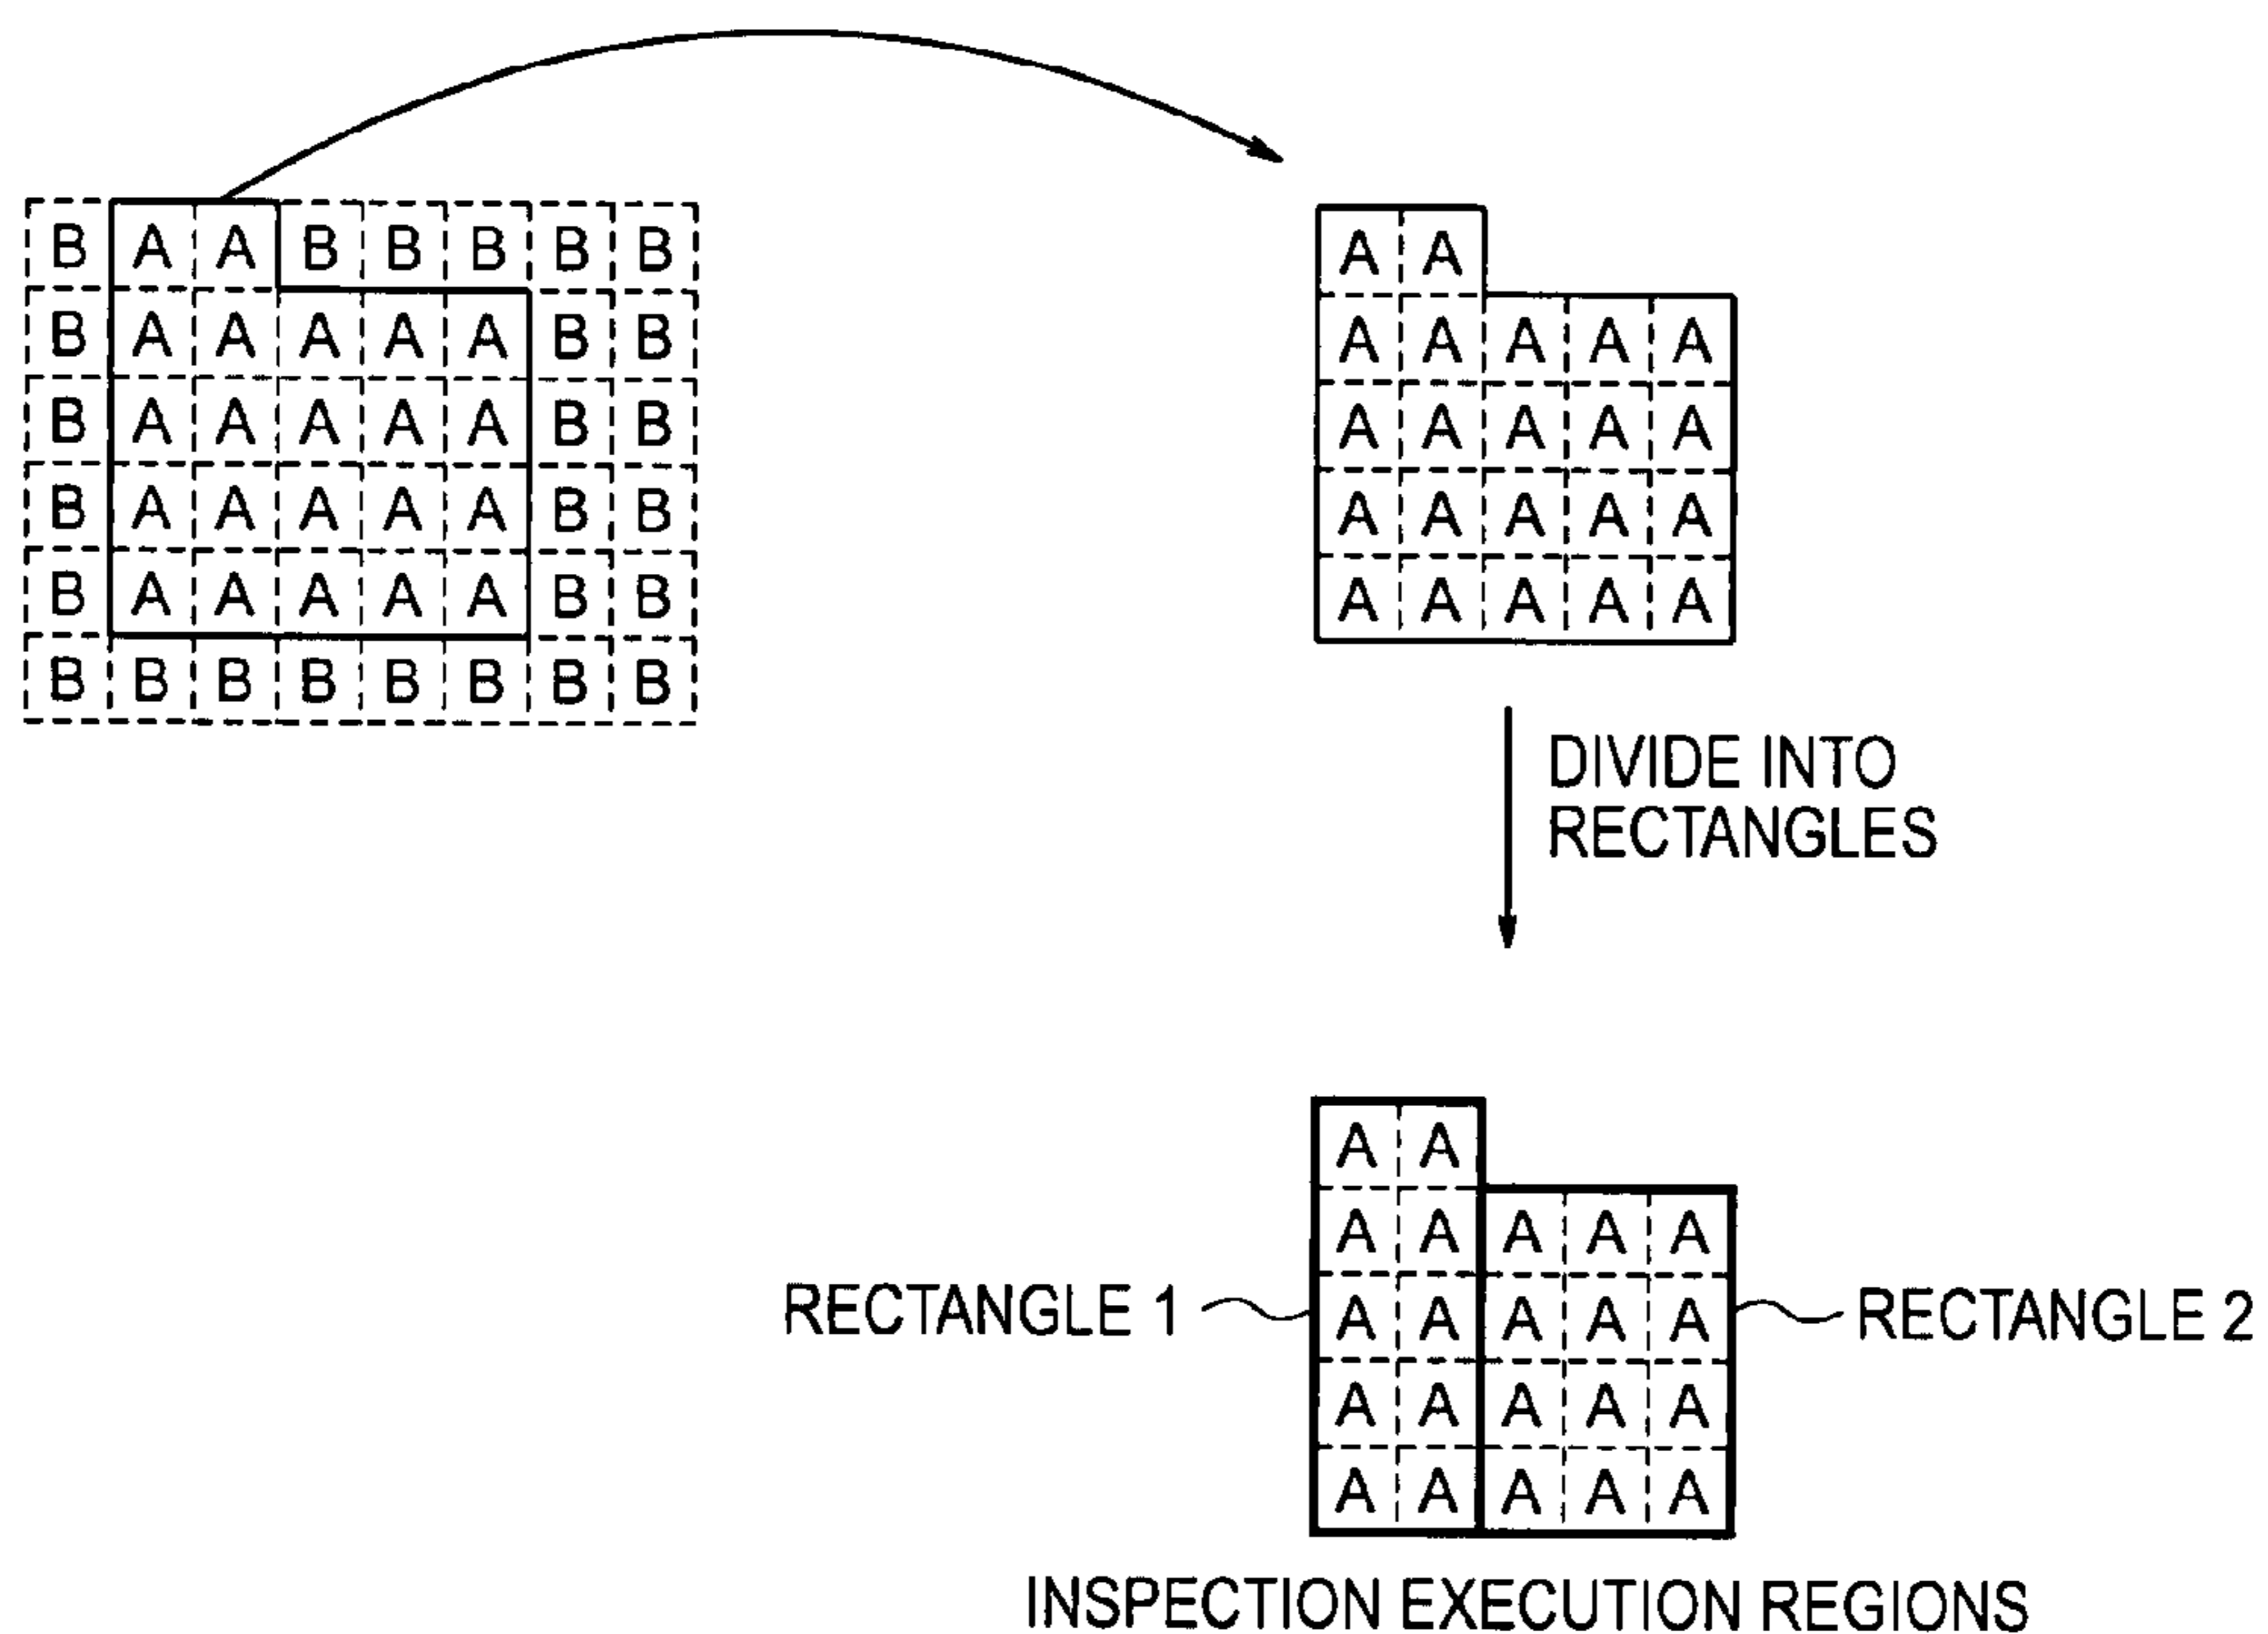 B A A B B B B B
B A A A A A B B
B A A A A A B B
B A A A A A B B
B A A A A A B B
B B B B B B B B
A A
A A A A A
A A A A A
A A A A A
A A A A A
DIVIDE INTO
RECTANGLES
A A
A A A A A
A A A A A
A A A A A
A A A A A
RECTANGLE 1
RECTANGLE 2
INSPECTION EXECUTION REGIONS